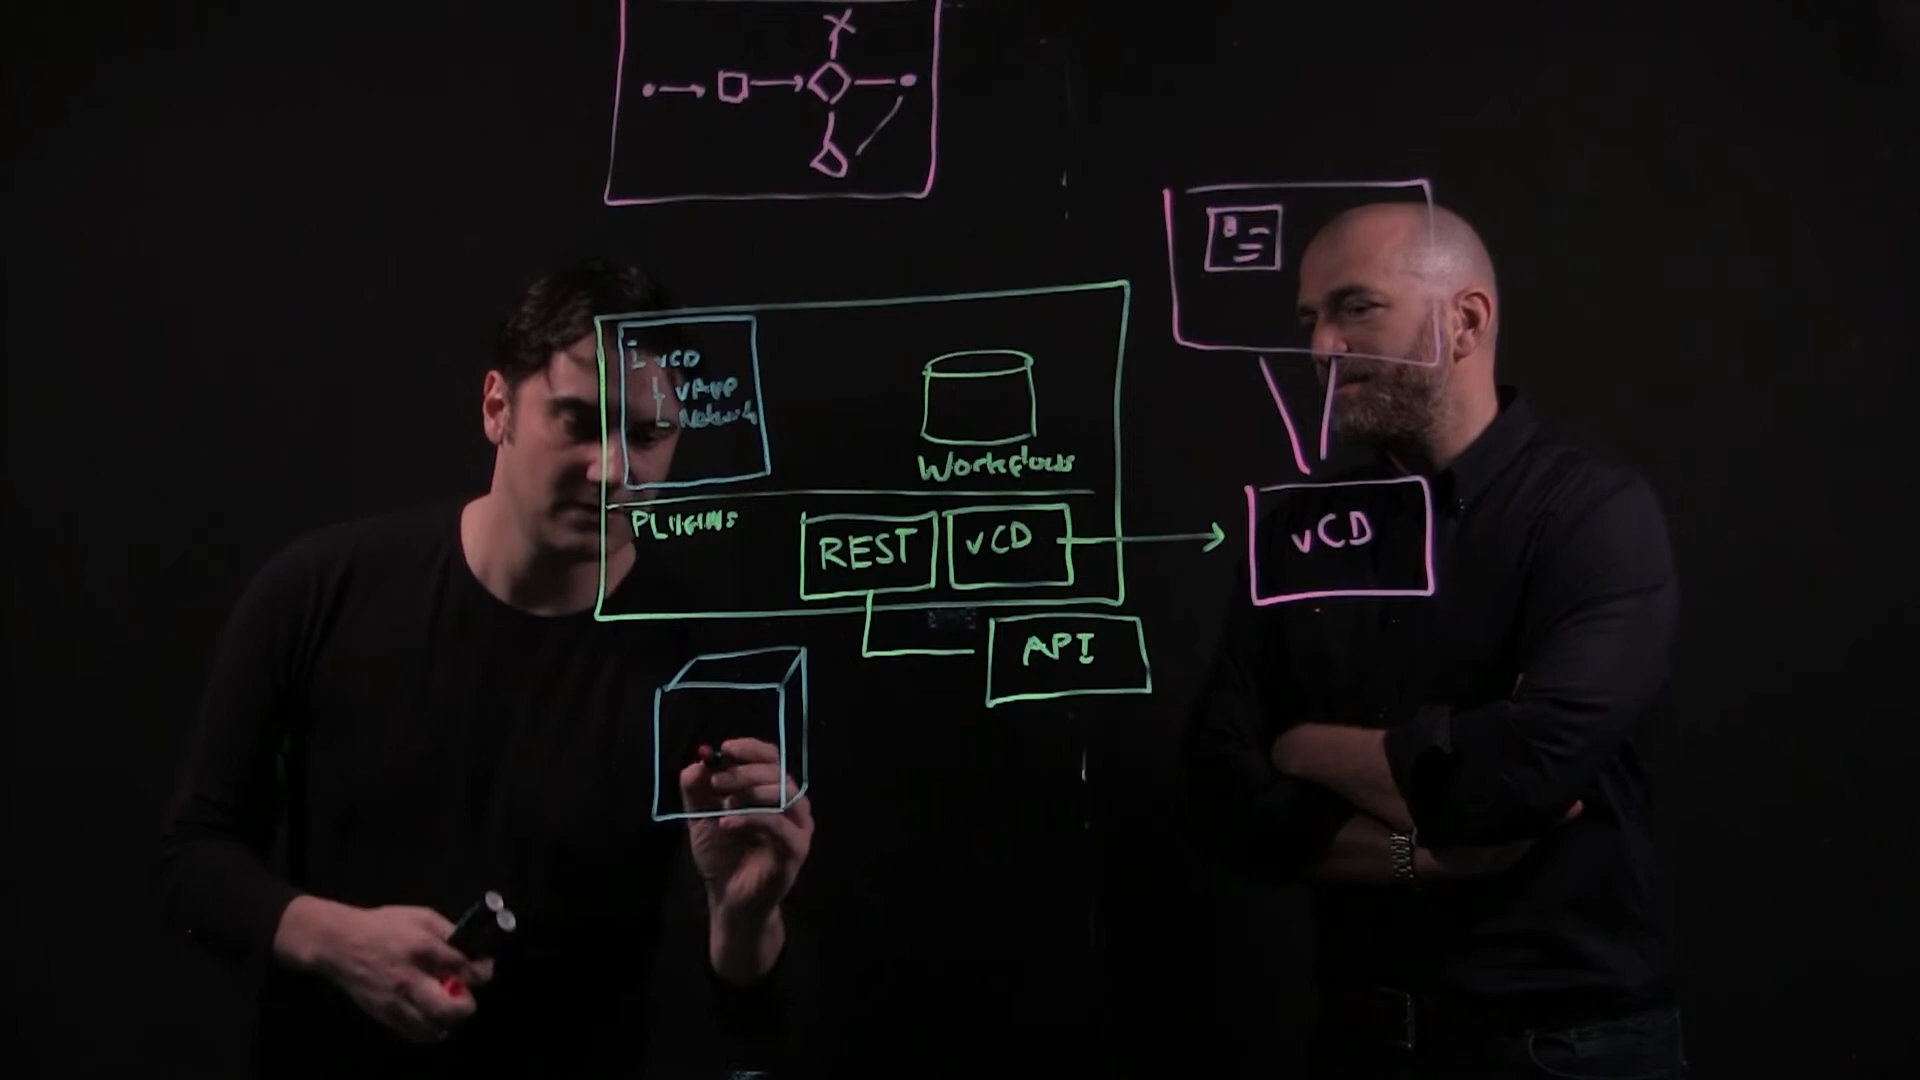 vCD
vApp
Network
Workflows
PLUGINS
REST
vCD
vCD
API